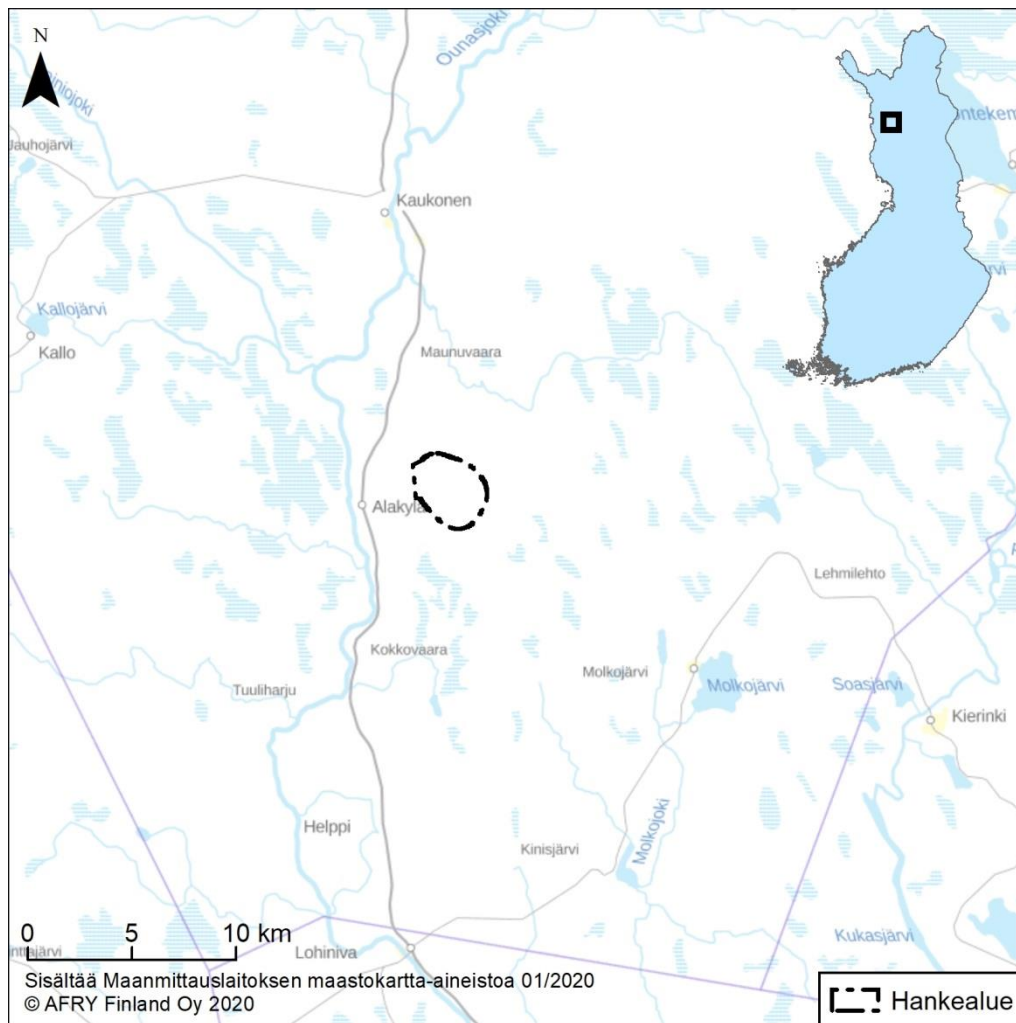 N
Ounasjoki
Jauhojärvi
Kaukonen
Kallojärvi
Kallo
Maunuvaara
Alakylä
Lehmilehto
Kokkovaara
Molkojärvi
Molkojärvi
Soasjärvi
Tuuliharju
Kierinki
Helppi
Molkojoki
Kinisjärvi
Kukasjärvi
0 5 10 km
Lohiniva
Sisältää Maanmittauslaitoksen maastokartta-aineistoa 01/2020
© AFRY Finland Oy 2020
Hankealue